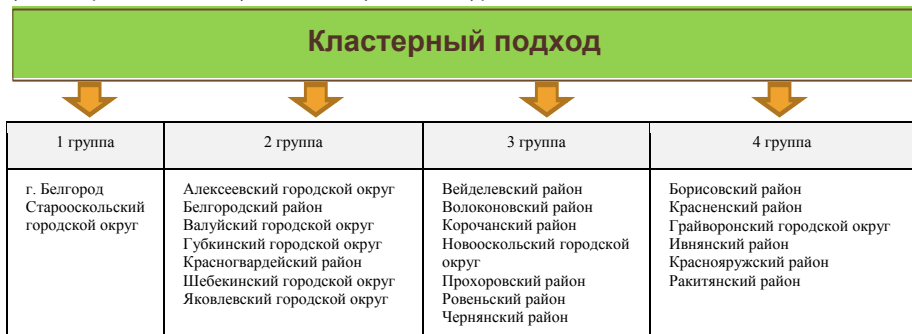 Кластерный подход
1 группа
2 группа
3 группа
4 группа
г. Белгород
Старооскольский
городской округ
Алексеевский городской округ
Белгородский район
Валуйский городской округ
Губкинский городской округ
Красногвардейский район
Шебекинский городской округ
Яковлевский городской округ
Вейделевский район
Волоконовский район
Корочанский район
Новооскольский городской
округ
Прохоровский район
Ровеньский район
Чернянский район
Борисовский район
Красненский район
Грайворонский городской округ
Ивнянский район
Краснояружский район
Ракитянский район